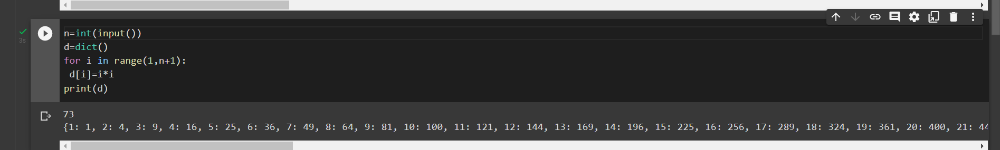 3s
n=int(input())
d=dict()
for i in range(1,n+1):
 d[i]=i*i
print(d)
73
{1: 1, 2: 4, 3: 9, 4: 16, 5: 25, 6: 36, 7: 49, 8: 64, 9: 81, 10: 100, 11: 121, 12: 144, 13: 169, 14: 196, 15: 225, 16: 256, 17: 289, 18: 324, 19: 361, 20: 400, 21: 44